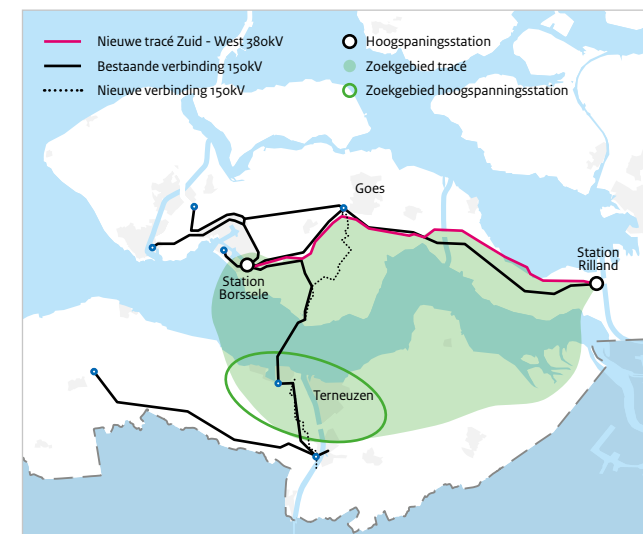 Nieuwe tracé Zuid - West 380kV
Bestaande verbinding 150kV
Nieuwe verbinding 150kV
Hoogspaningsstation
Zoekgebied tracé
Zoekgebied hoogspanningsstation
Goes
Station
Rilland
Station
Borssele
Terneuzen